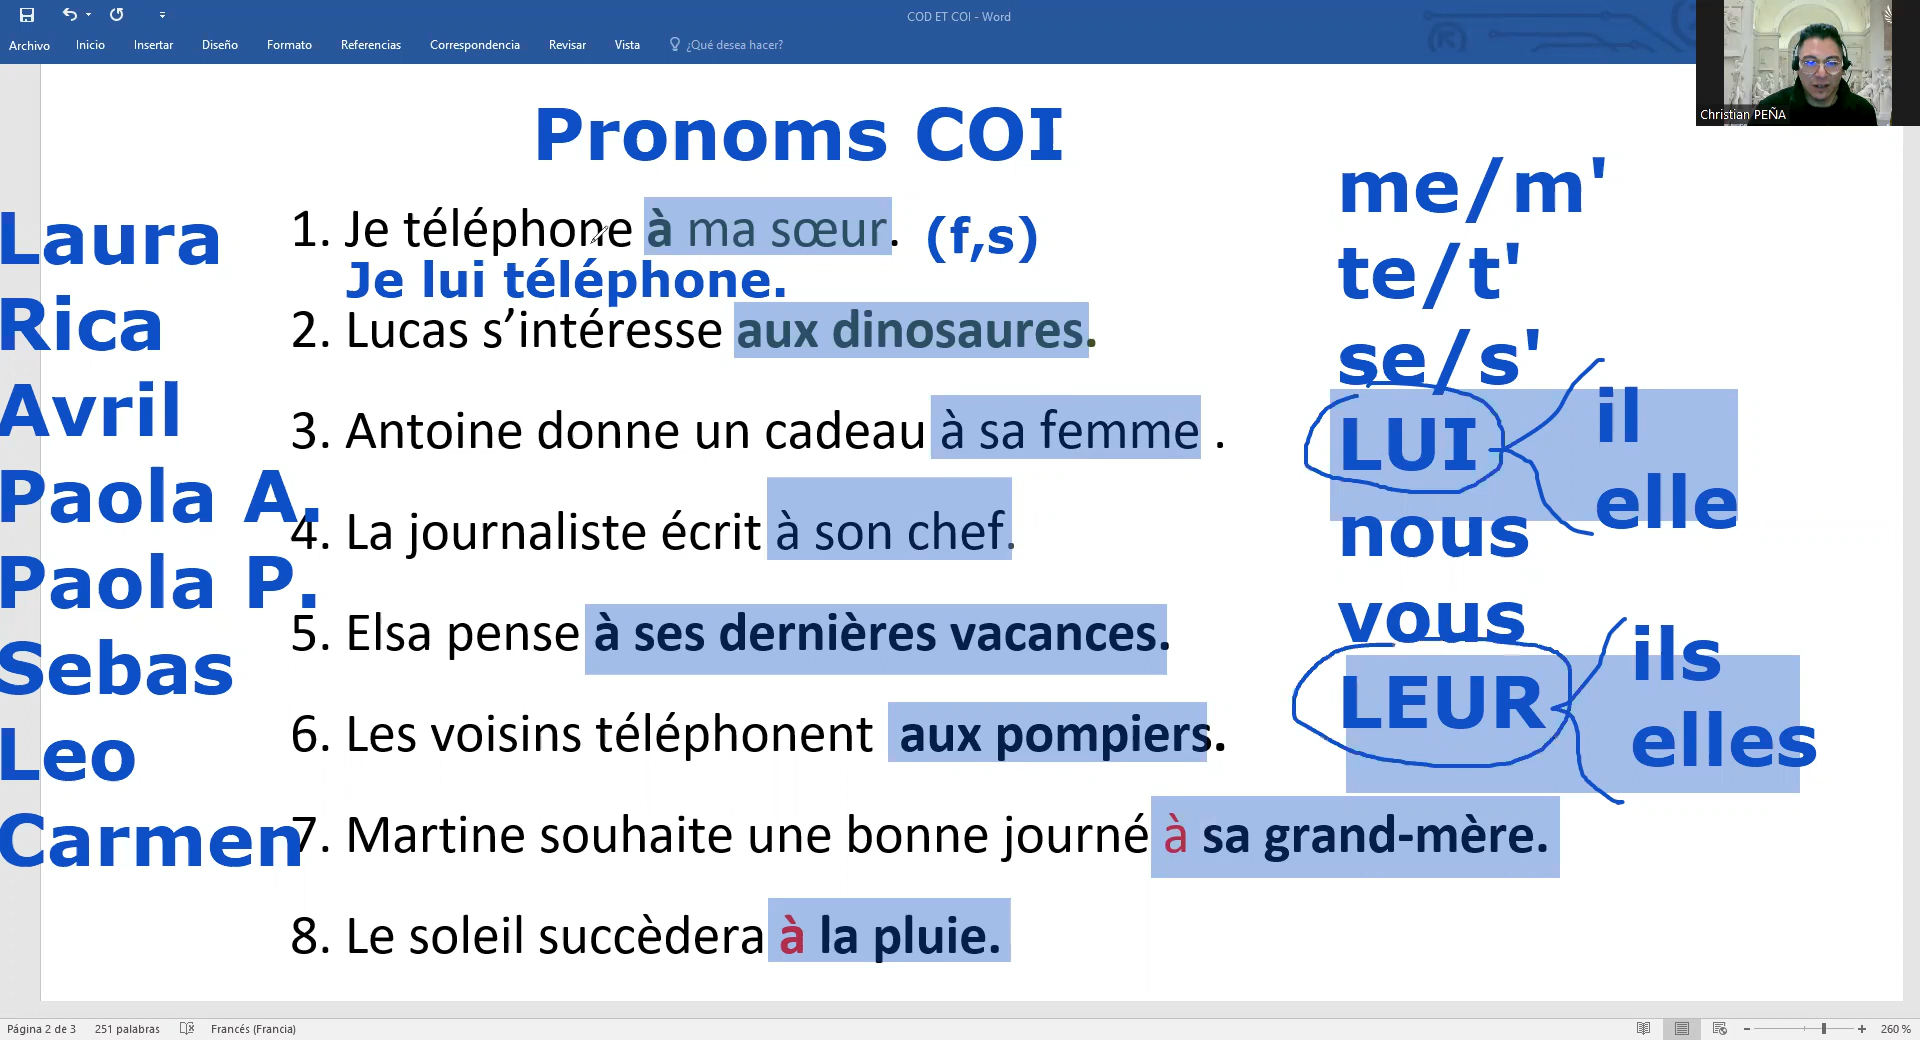 COD ET COI - Word
Archivo Inicio Insertar Diseño Formato Referencias Correspondencia Revisar Vista ¿Qué desea hacer?
Christian PEÑA
Pronoms COI
1. Je téléphone à ma sœur. (f,s)
Je lui téléphone.
2. Lucas s’intéresse aux dinosaures.
3. Antoine donne un cadeau à sa femme .
4. La journaliste écrit à son chef.
5. Elsa pense à ses dernières vacances.
6. Les voisins téléphonent aux pompiers.
7. Martine souhaite une bonne journé à sa grand-mère.
8. Le soleil succèdera à la pluie.
Laura
Rica
Avril
Paola A.
Paola P.
Sebas
Leo
Carmen
me/m'
te/t'
se/s'
LUI
il
elle
nous
vous
LEUR
ils
elles
Página 2 de 3 251 palabras Francés (Francia) 260 %